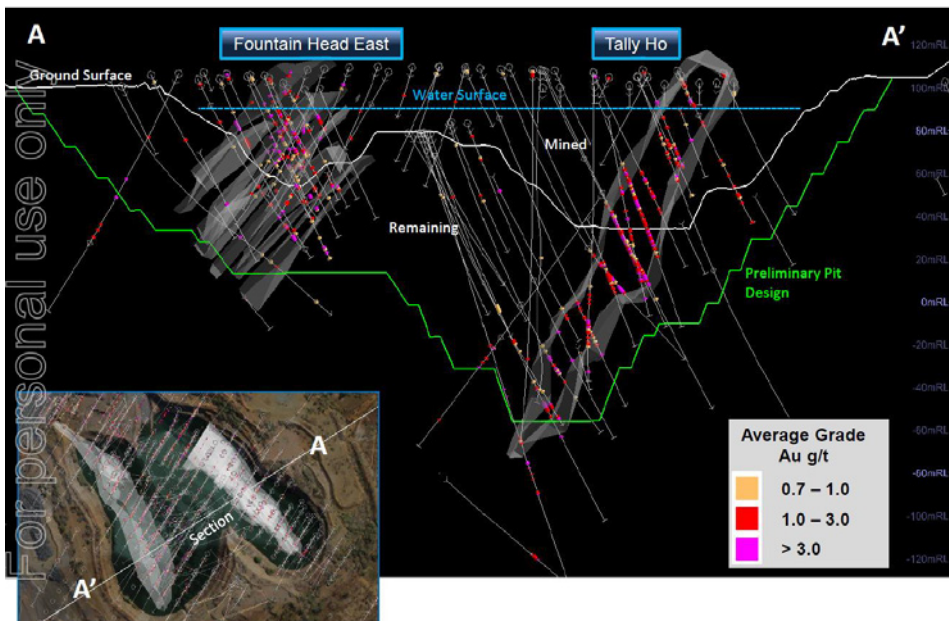 A
Fountain Head East
Tally Ho
A'
120mRL
Ground Surface
100mRL
Water Surface
80mRL
Mined
60mRL
40mRL
Remaining
20mRL
Preliminary Pit
Design
0mRL
-20mRL
-40mRL
-60mRL
-80mRL
-100mRL
-120mRL
Average Grade
Au g/t
0.7 – 1.0
1.0 – 3.0
> 3.0
A
Section
A'
For personal use only